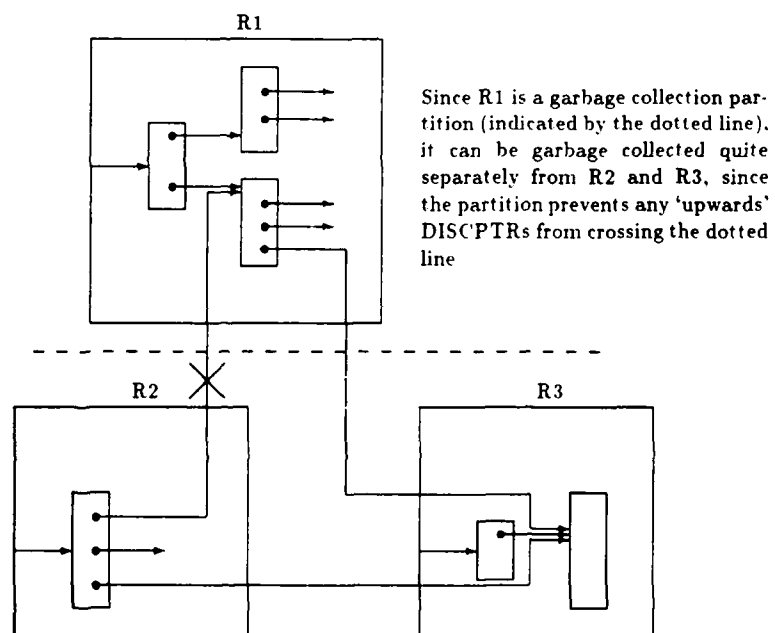 R1
Since R1 is a garbage collection par-
tition (indicated by the dotted line),
it can be garbage collected quite
separately from R2 and R3, since
the partition prevents any ‘upwards’
DISCPTRs from crossing the dotted
line
R2
R3